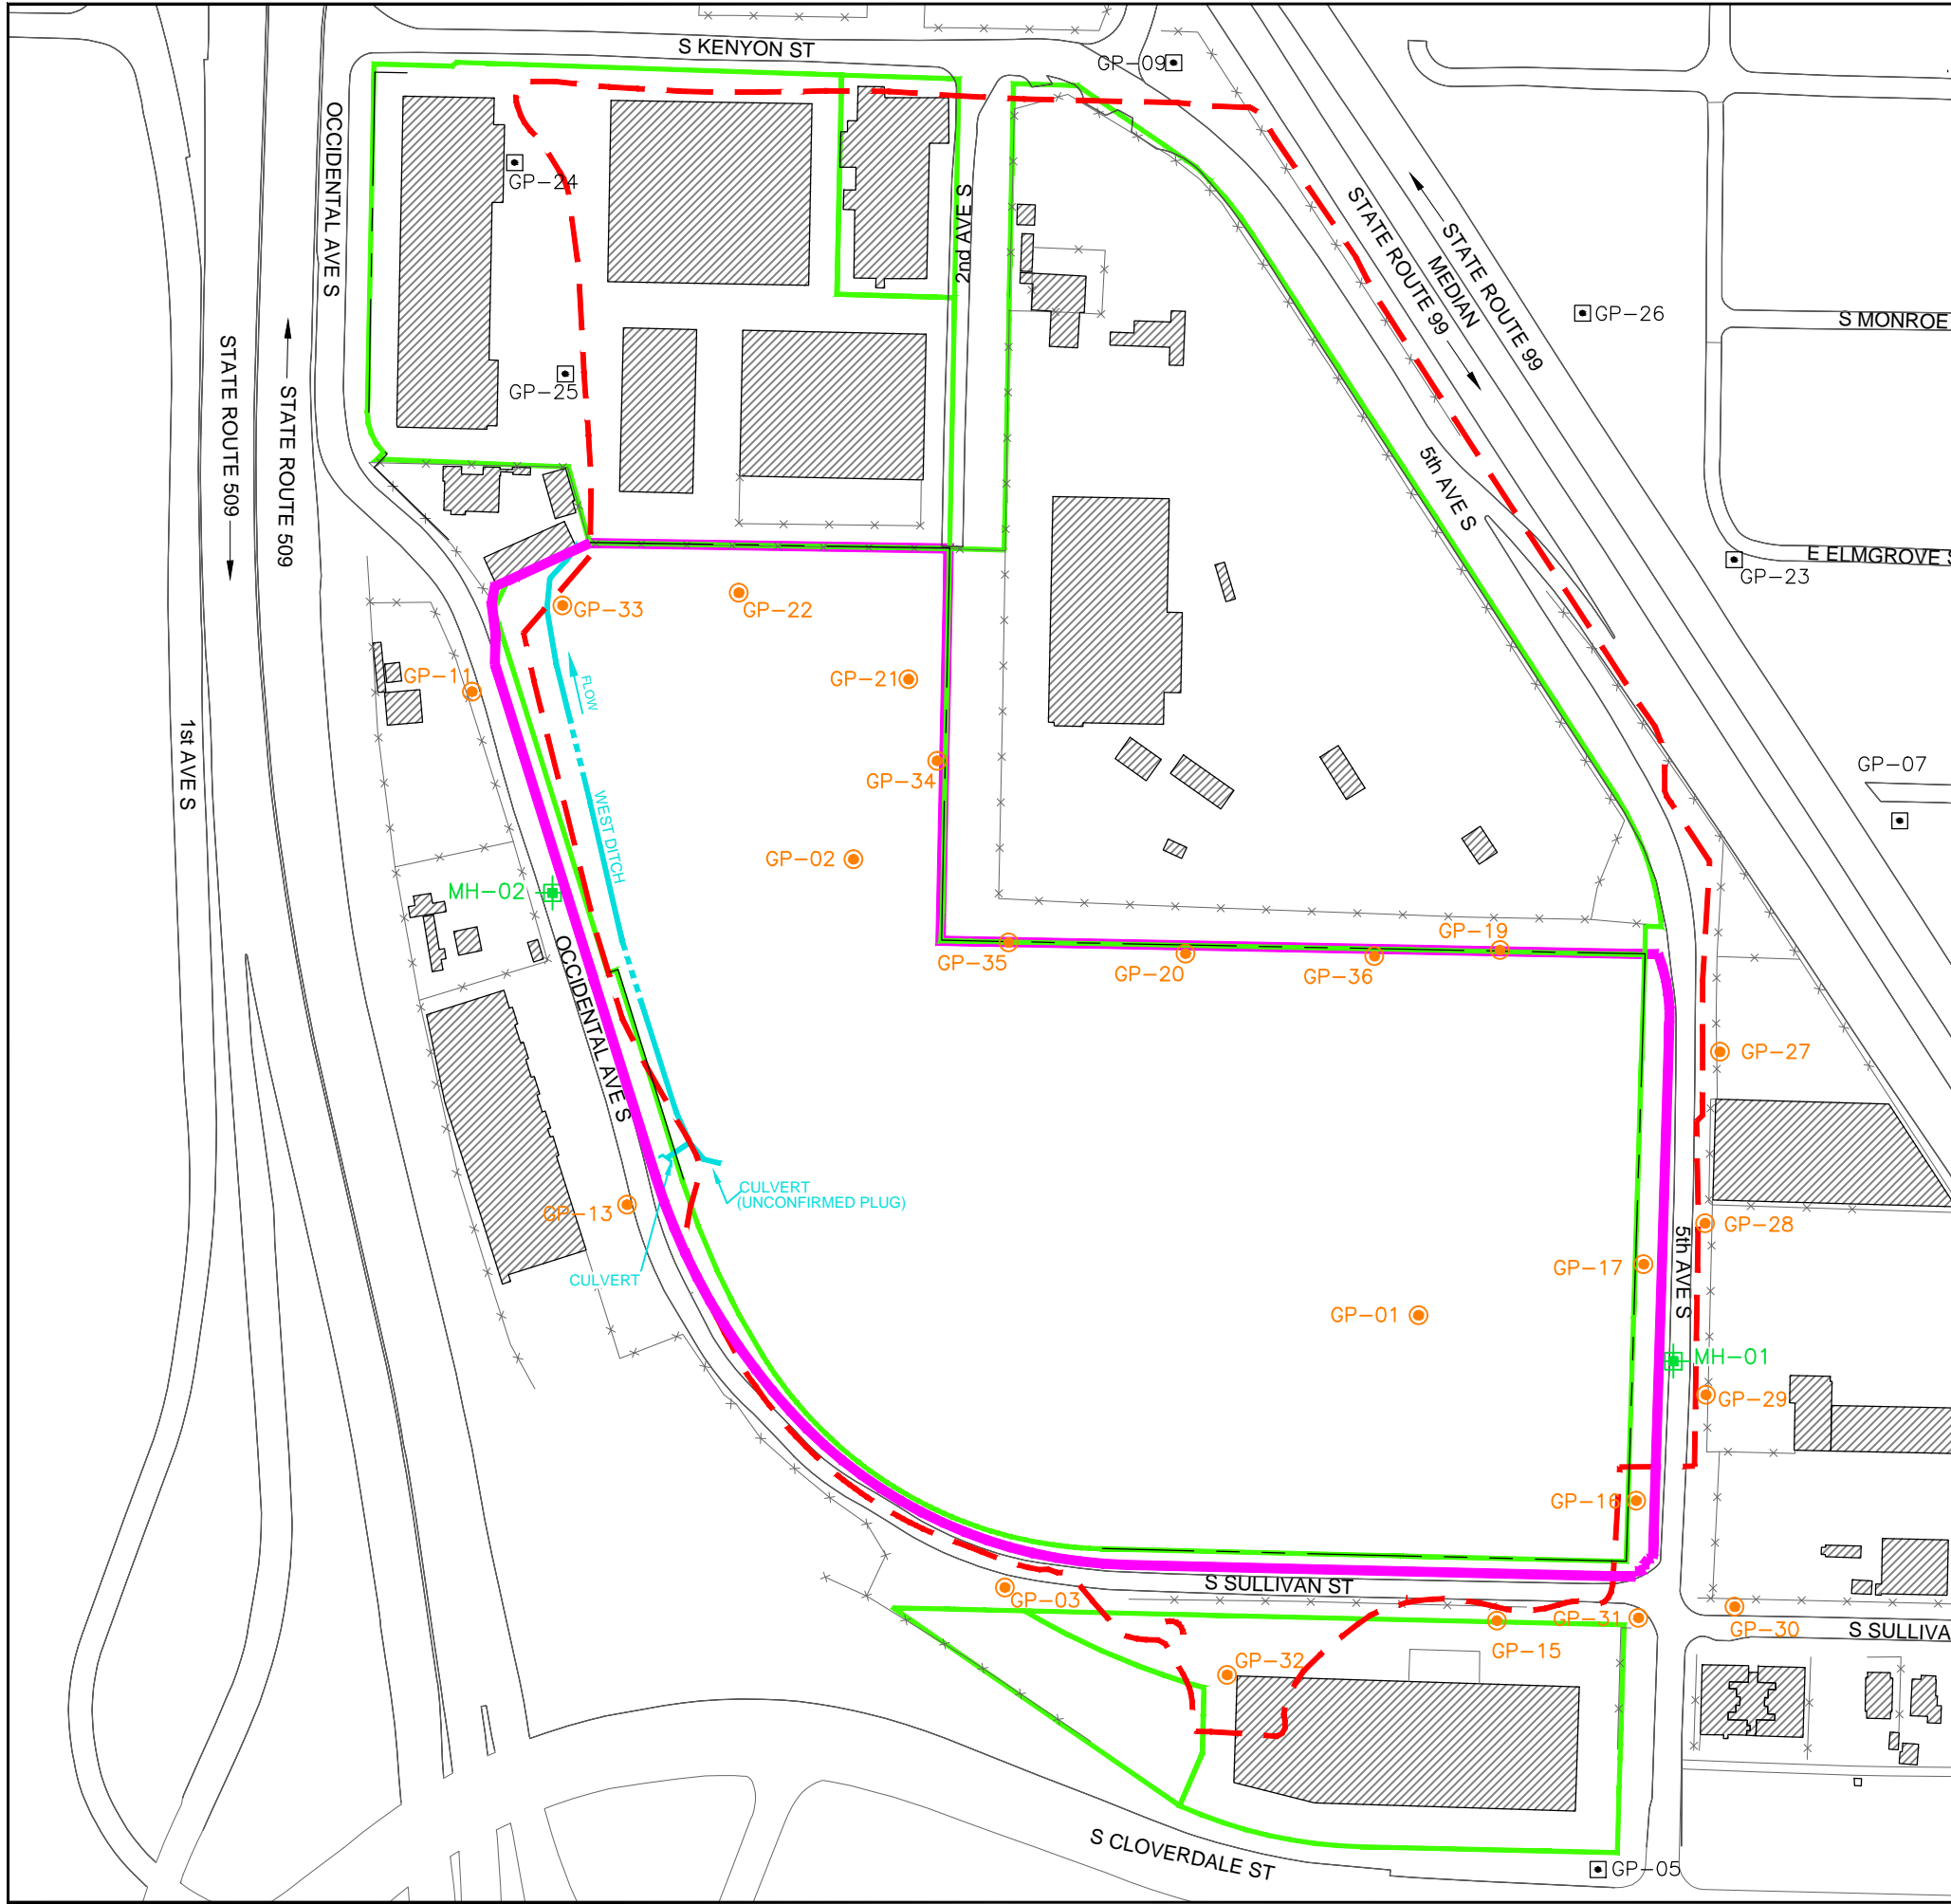 S KENYON ST
GP-09
OCCIDENTAL AVE S
GP-24
2nd AVE S
STATE ROUTE 99
MEDIAN
STATE ROUTE 99
GP-26
S MONROE
STATE ROUTE 509
STATE ROUTE 509
GP-25
5th AVE S
E ELMGROVE S
GP-23
GP-33
GP-22
GP-11
FLOW
GP-21
1st AVE S
GP-34
GP-07
WEST DITCH
GP-02
MH-02
OCCIDENTAL AVE S
GP-35
GP-20
GP-36
GP-19
GP-27
CULVERT
(UNCONFIRMED PLUG)
GP-13
CULVERT
GP-28
5th AVE S
GP-17
GP-01
MH-01
GP-29
GP-16
S SULLIVAN ST
GP-03
GP-31
GP-15
GP-30
S SULLIVA
GP-32
S CLOVERDALE ST
GP-05